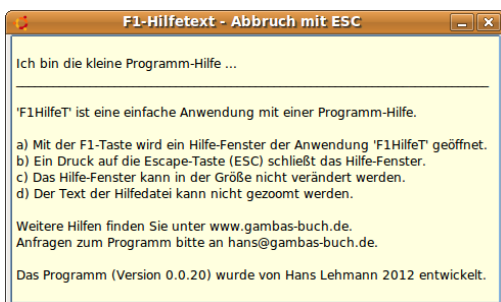 F1-Hilfetext - Abbruch mit ESC
Ich bin die kleine Programm-Hilfe ...
'F1HilfeT' ist eine einfache Anwendung mit einer Programm-Hilfe.
a) Mit der F1-Taste wird ein Hilfe-Fenster der Anwendung 'F1HilfeT' geöffnet.
b) Ein Druck auf die Escape-Taste (ESC) schließt das Hilfe-Fenster.
c) Das Hilfe-Fenster kann in der Größe nicht verändert werden.
d) Der Text der Hilfedatei kann nicht gezoomt werden.
Weitere Hilfen finden Sie unter www.gambas-buch.de.
Anfragen zum Programm bitte an hans@gambas-buch.de.
Das Programm (Version 0.0.20) wurde von Hans Lehmann 2012 entwickelt.